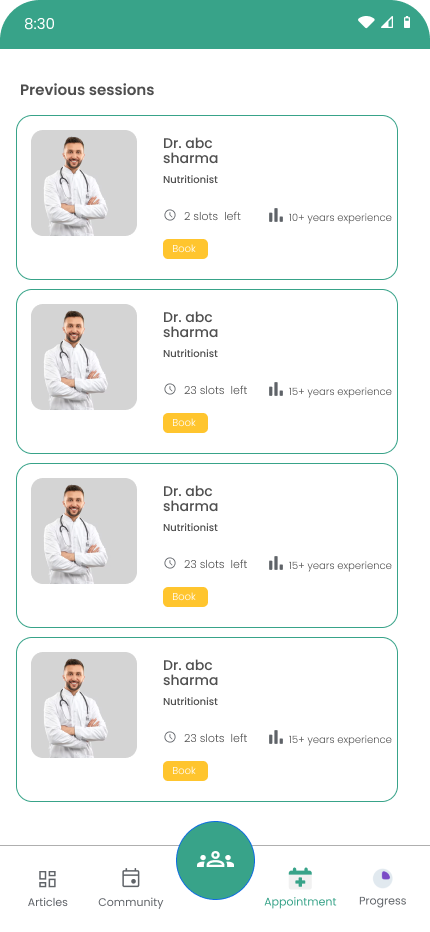 8:30
Previous sessions
Dr. abc
sharma
Nutritionist
2 slots left
10+ years experience
Book
Dr. abc
sharma
Nutritionist
23 slots left
15+ years experience
Book
Dr. abc
sharma
Nutritionist
23 slots left
15+ years experience
Book
Dr. abc
sharma
Nutritionist
23 slots left
15+ years experience
Book
Articles
Community
Appointment
Progress